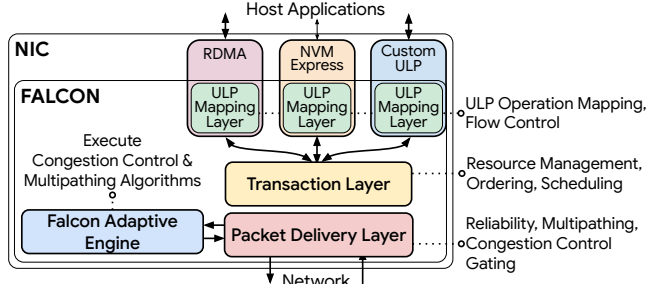 Host Applications
NIC
RDMA
NVM
Express
Custom
ULP
FALCON
ULP
Mapping
Layer
ULP
Mapping
Layer
ULP
Mapping
Layer
ULP Operation Mapping,
Flow Control
Execute
Congestion Control &
Multipathing Algorithms
Transaction Layer
Resource Management,
Ordering, Scheduling
Falcon Adaptive
Engine
Packet Delivery Layer
Reliability, Multipathing,
Congestion Control
Gating
Network